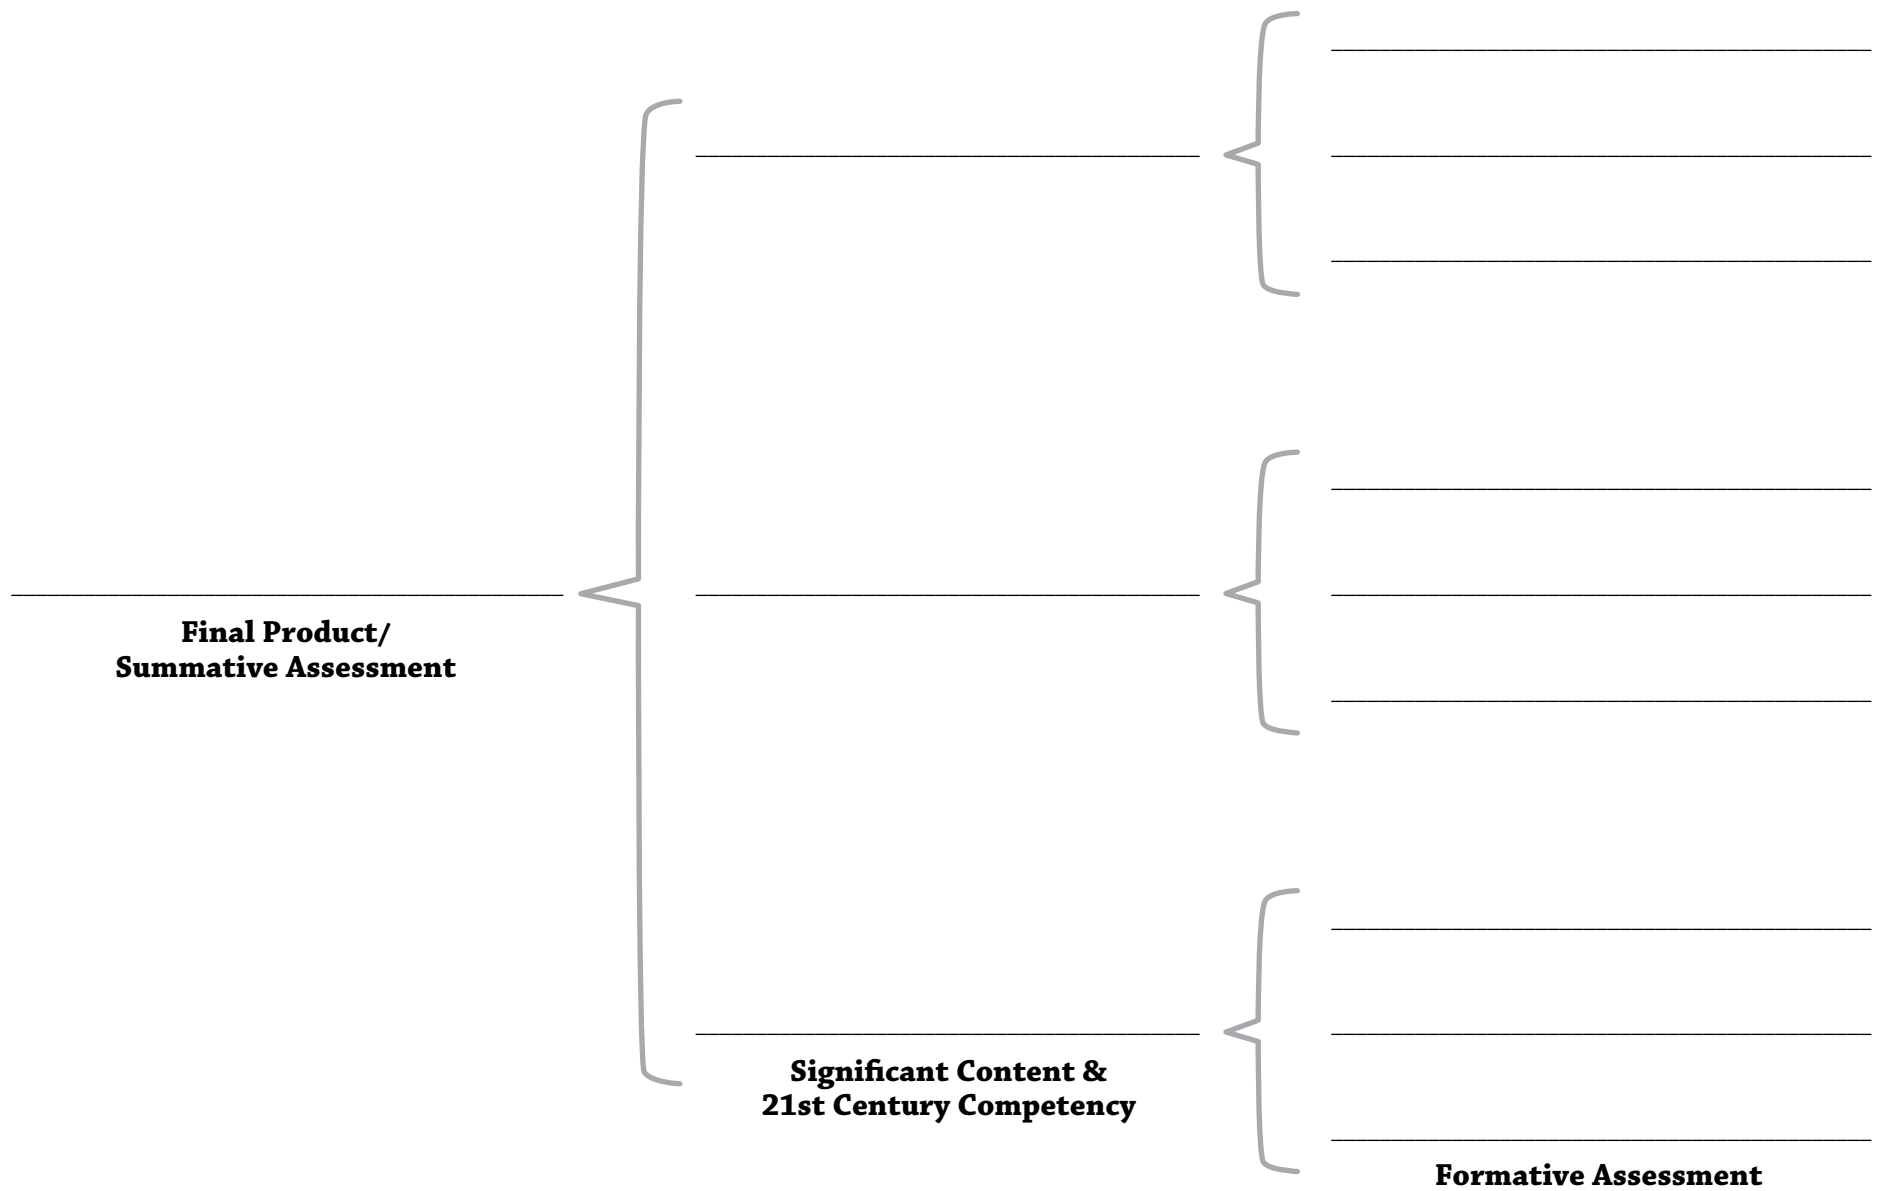 Final Product/
Summative Assessment
Significant Content &
21st Century Competency
Formative Assessment